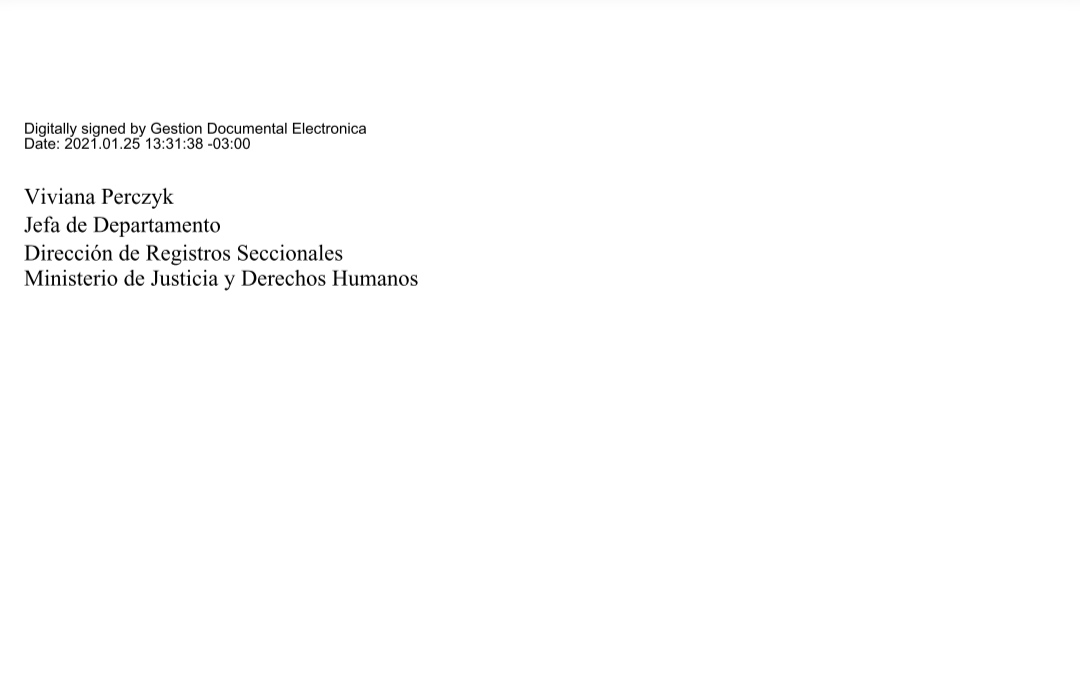 Digitally signed by Gestion Documental Electronica
Date: 2021.01.25 13:31:38 -03:00
Viviana Perczyk
Jefa de Departamento
Dirección de Registros Seccionales
Ministerio de Justicia y Derechos Humanos